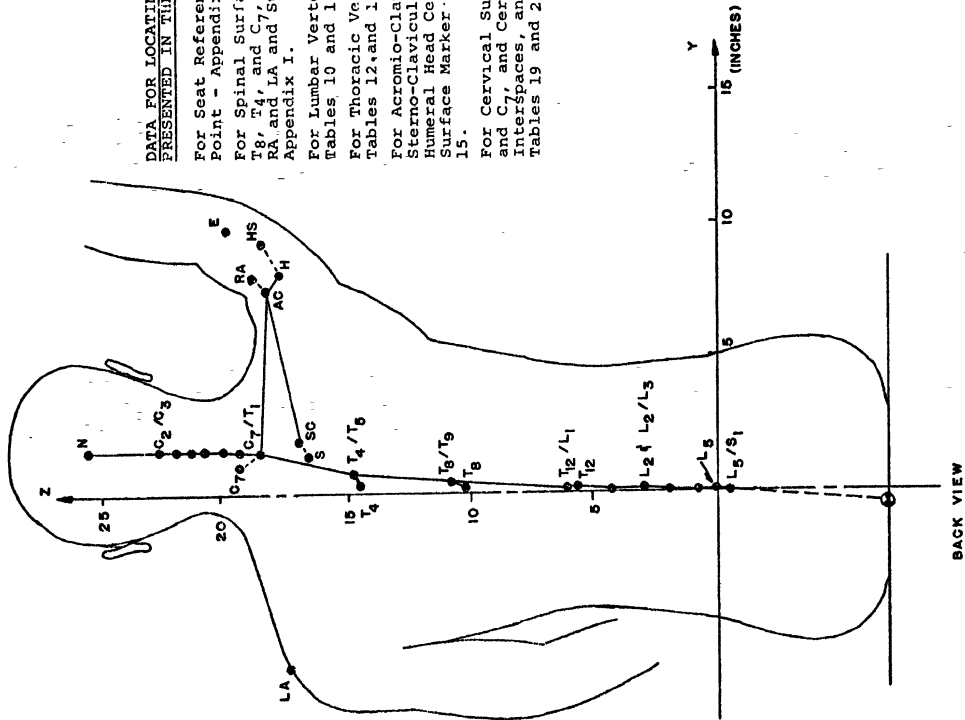 DATA FOR LOCATIN
PRESENTED IN THI
For Seat Referen
Point - Appendi
For Spinal Surfa
T8, T4, and C7,
RA and LA and S
Appendix I.
For Lumbar Verte
Tables 10 and 1
For Thoracic Ve
Tables 12, and 1
For Acromio-Cla
Sterno-Clavicul
Humeral Head Ce
Surface Marker
15.
For Cervical Su
and C7, and Cer
Interspaces, an
Tables 19 and 2
Z
25
20
15
10
5
N
C2/C3
C7
C7/T1
SC
S
T4/T5
T4
T8/T9
T8
T12/L1
T12
L2 & L2/L3
L5
L5/S1
LA
RA
AC
H
HS
E
5
10
15
Y
(INCHES)
BACK VIEW